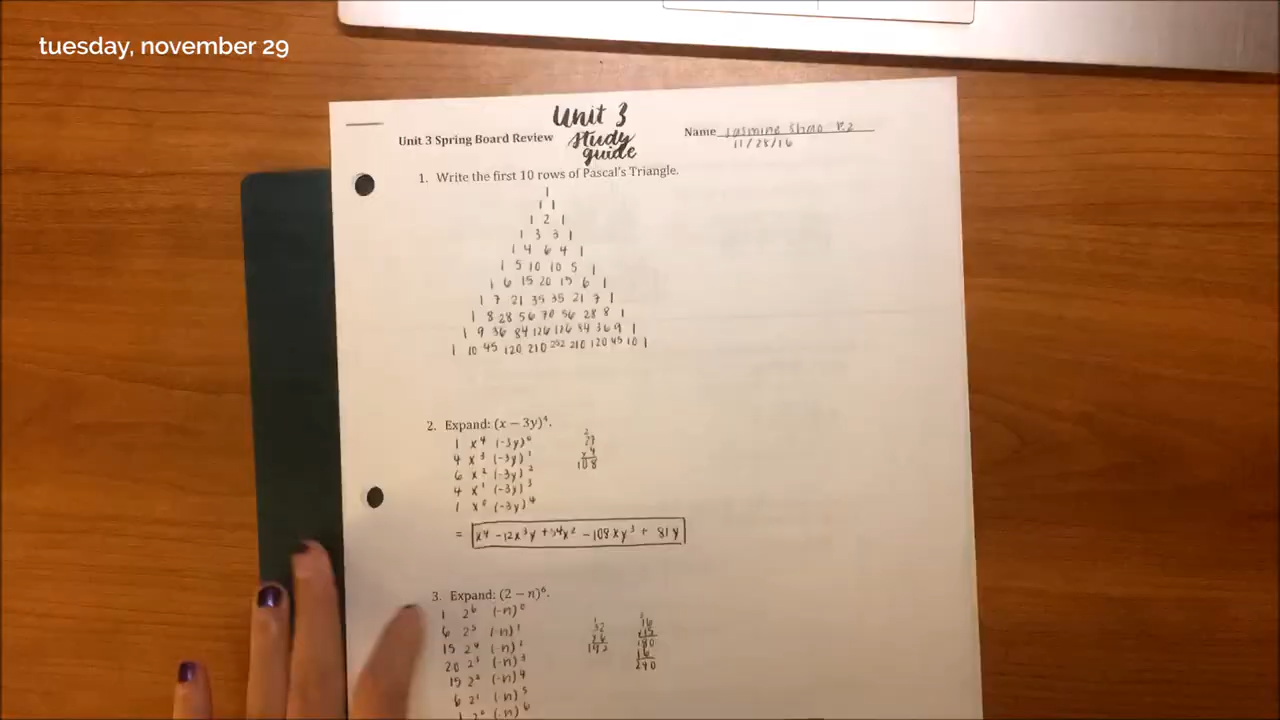 tuesday, november 29
Unit 3
study
guide
Unit 3 Spring Board Review
Name Jasmine Shao P.2
11/28/16
1. Write the first 10 rows of Pascal's Triangle.
1
1 1
1 2 1
1 3 3 1
1 4 6 4 1
1 5 10 10 5 1
1 6 15 20 15 6 1
1 7 21 35 35 21 7 1
1 8 28 56 70 56 28 8 1
1 9 36 84 126 126 84 36 9 1
1 10 45 120 210 252 210 120 45 10 1
2. Expand: (x − 3y)⁴.
1 x⁴ (-3y)⁰
4 x³ (-3y)¹
6 x² (-3y)²
4 x¹ (-3y)³
1 x⁰ (-3y)⁴
2
27
x 4
108
= x⁴ - 12x³y + 54x² - 108xy³ + 81y
3. Expand: (2 − n)⁶.
1 2⁶ (-n)⁰
6 2⁵ (-n)¹
15 2⁴ (-n)²
20 2³ (-n)³
15 2² (-n)⁴
6 2¹ (-n)⁵
1 2⁰ (-n)⁶
1
32
192
16
240